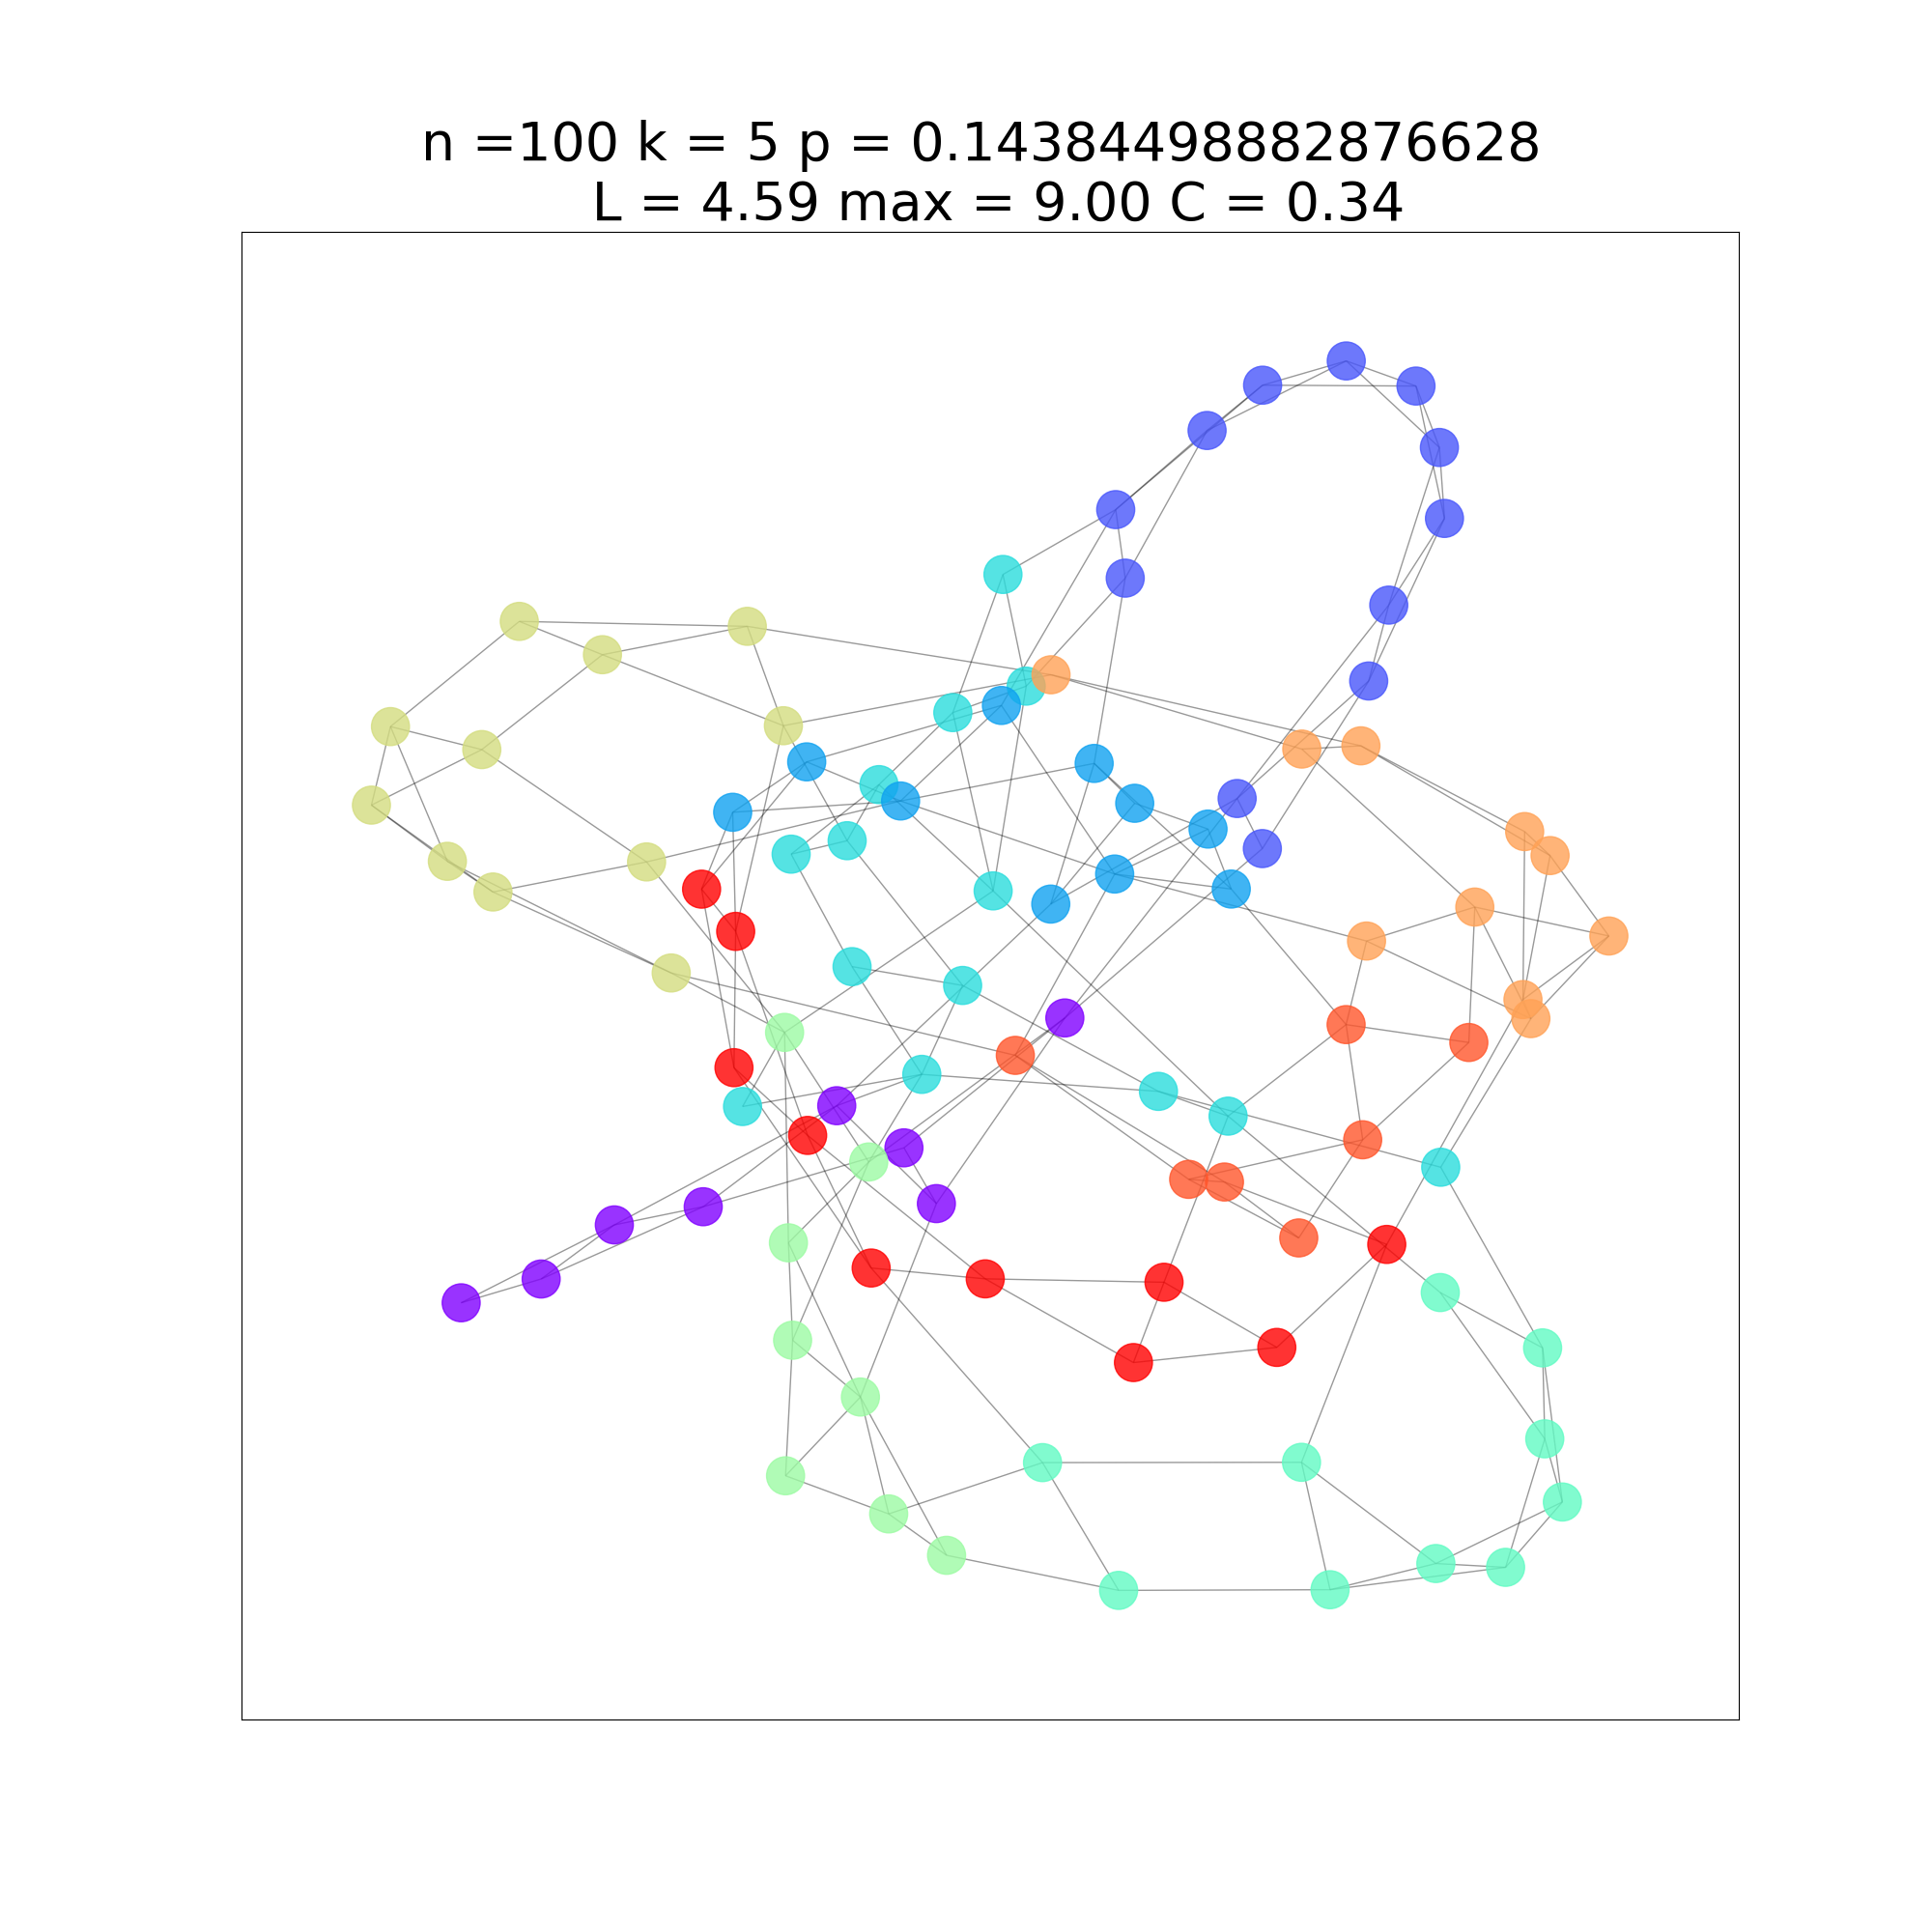 n =100 k = 5 p = 0.14384498882876628
L = 4.59 max = 9.00 C = 0.34